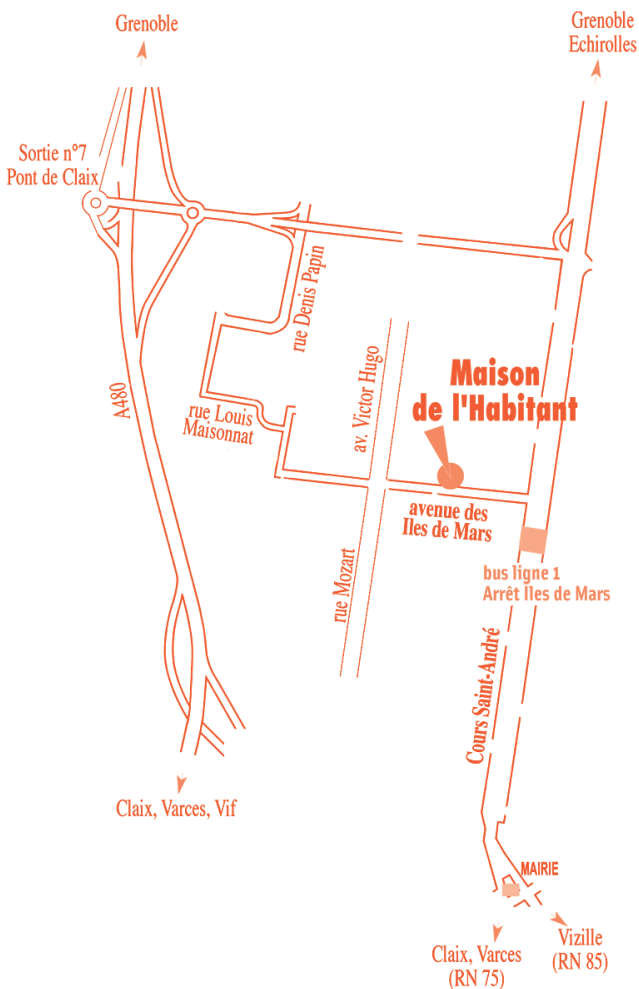 Grenoble
Grenoble
Echirolles
Sortie n°7
Pont de Claix
rue Denis Papin
A480
rue Louis
Maisonnat
av. Victor Hugo
Maison
de l'Habitant
avenue des
Iles de Mars
rue Mozart
bus ligne 1
Arrêt Iles de Mars
Cours Saint-André
Claix, Varces, Vif
MAIRIE
Claix, Varces
(RN 75)
Vizille
(RN 85)